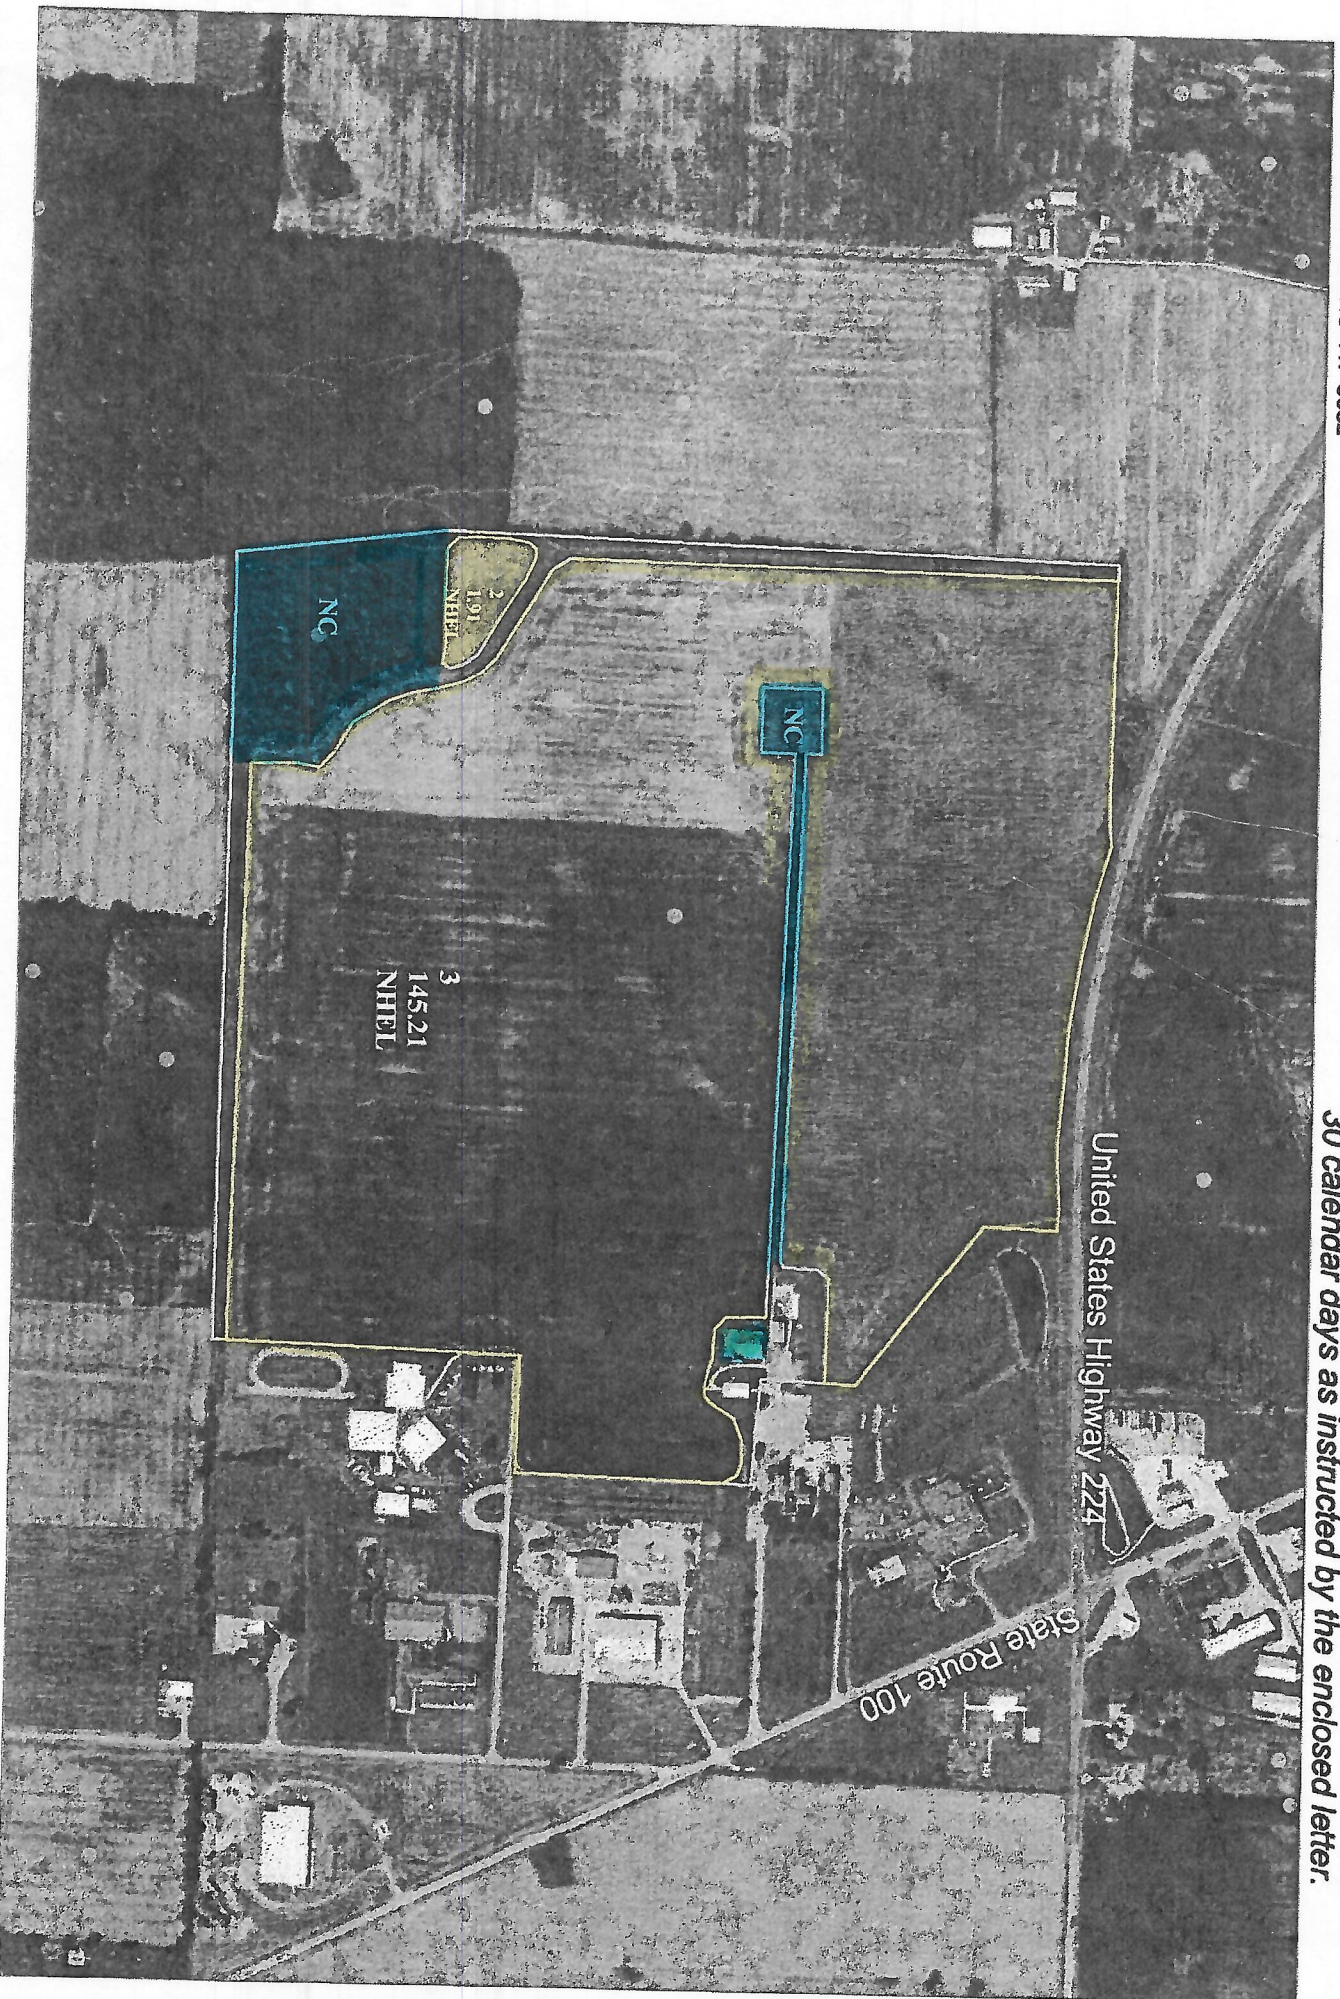 30 calendar days as instructed by the enclosed letter.
United States Highway 224
State Route 100
NC
2
1.91
NHEL
NC
3
145.21
NHEL